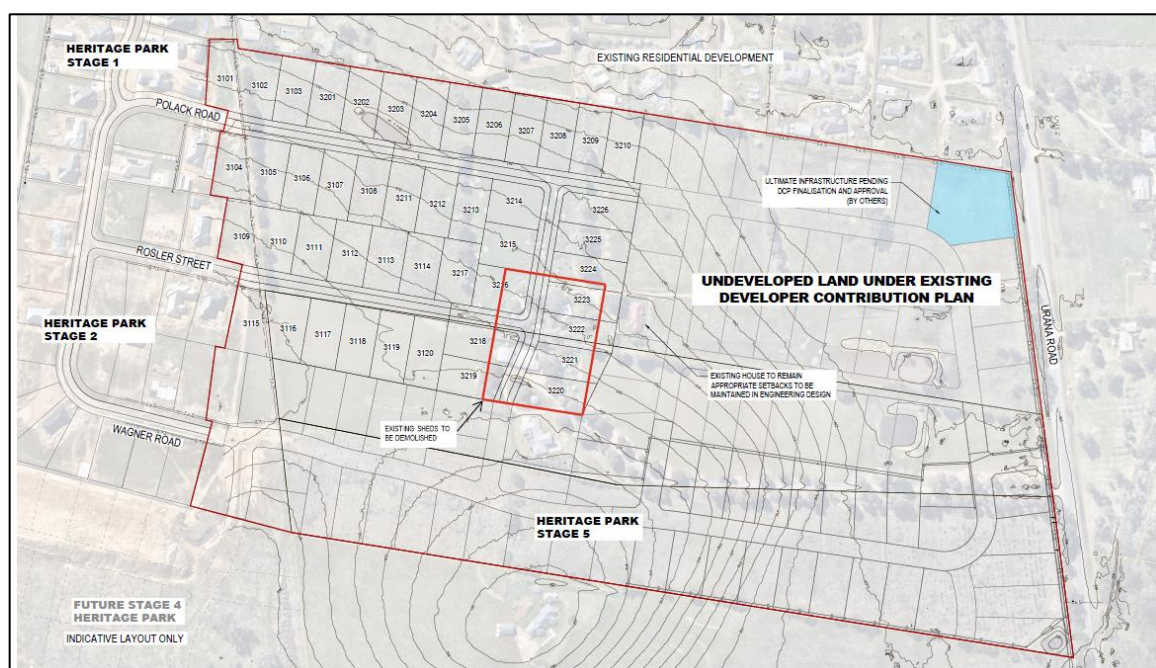 HERITAGE PARK
STAGE 1
EXISTING RESIDENTIAL DEVELOPMENT
3101
3102
3103
3201
3202
3203
3204
3205
3206
3207
3208
3209
3210
POLACK ROAD
3104
3105
3106
3107
3108
3211
3212
3213
3214
3226
ULTIMATE INFRASTRUCTURE PENDING
DCP FINALISATION AND APPROVAL
(BY OTHERS)
3109
3110
3111
3112
3113
3114
3217
3215
3225
3224
ROSLER STREET
3216
3223
UNDEVELOPED LAND UNDER EXISTING
DEVELOPER CONTRIBUTION PLAN
URANA ROAD
HERITAGE PARK
STAGE 2
3115
3116
3117
3118
3119
3120
3218
3219
3222
3221
3220
EXISTING HOUSE TO REMAIN
APPROPRIATE SETBACKS TO BE
MAINTAINED IN ENGINEERING DESIGN
WAGNER ROAD
EXISTING SHEDS TO
BE DEMOLISHED
HERITAGE PARK
STAGE 5
FUTURE STAGE 4
HERITAGE PARK
INDICATIVE LAYOUT ONLY